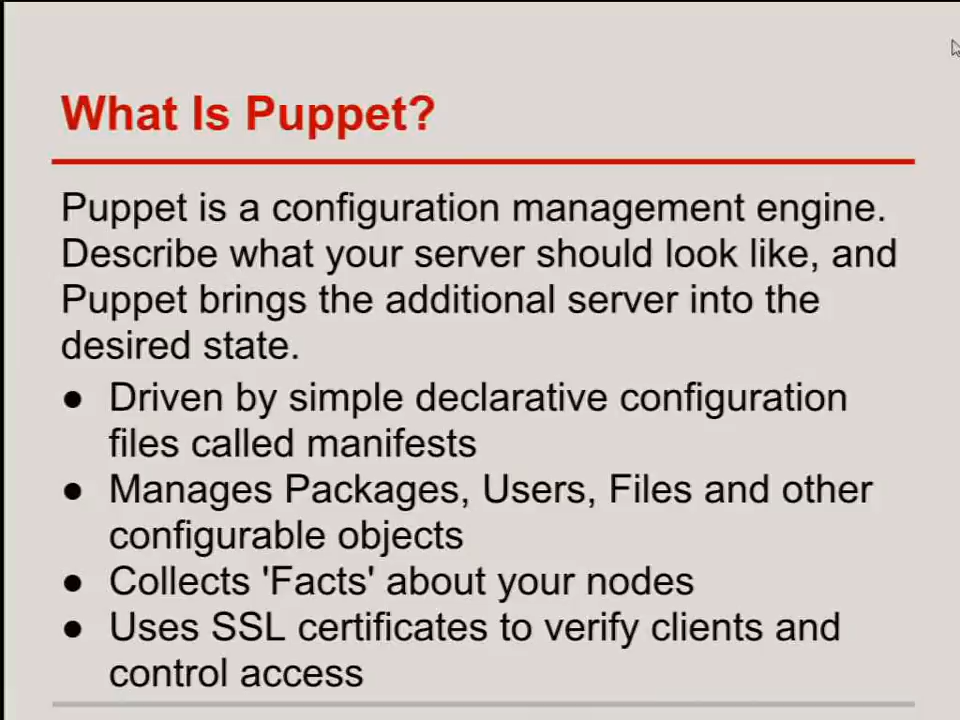 What Is Puppet?
Puppet is a configuration management engine.
Describe what your server should look like, and
Puppet brings the additional server into the
desired state.
● Driven by simple declarative configuration
files called manifests
● Manages Packages, Users, Files and other
configurable objects
● Collects 'Facts' about your nodes
● Uses SSL certificates to verify clients and
control access